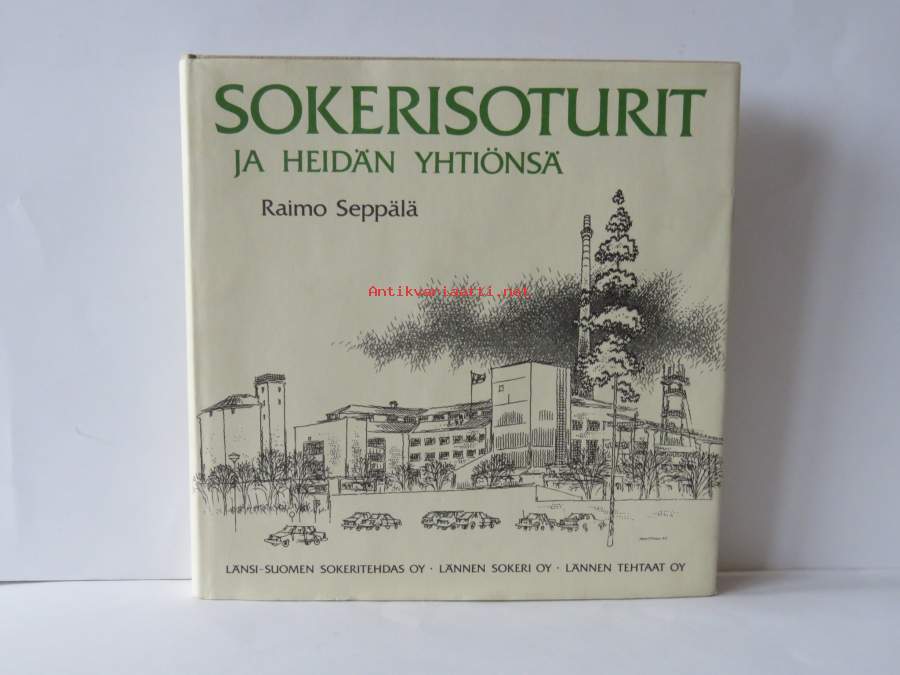 SOKERISOTURIT
JA HEIDÄN YHTIÖNSÄ
Raimo Seppälä
Antikvariaatti.net
LÄNSI-SUOMEN SOKERITEHDAS OY · LÄNNEN SOKERI OY · LÄNNEN TEHTAAT OY